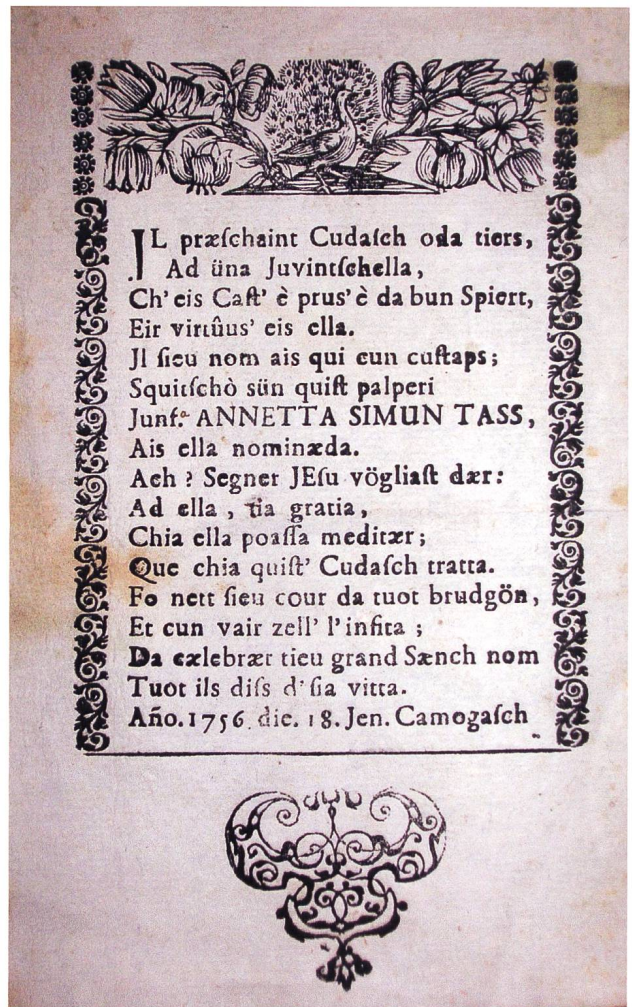 IL præſchaint Cudaſch oda tiers,
Ad üna Juvintſchella,
Ch' eis Caſt' è prus' è da bun Spiert,
Eir virtûus' eis ella.
Jl ſieu nom ais qui cun cuſtaps;
Squitſchò sün quiſt palperi
Junf.ᵃ ANNETTA SIMUN TASS,
Ais ella nominæda.
Ach ? Segner JEſu vögliaſt dær:
Ad ella , tia gratia,
Chia ella poaſſa meditær;
Que chia quiſt' Cudaſch tratta.
Fo nett ſieu cour da tuot brudgön,
Et cun vair zell' l'infita ;
Da cælebrær tieu grand Sænch nom
Tuot ils diſs d' ſia vitta.
Año. 1756. die. 18. Jen. Camogaſch